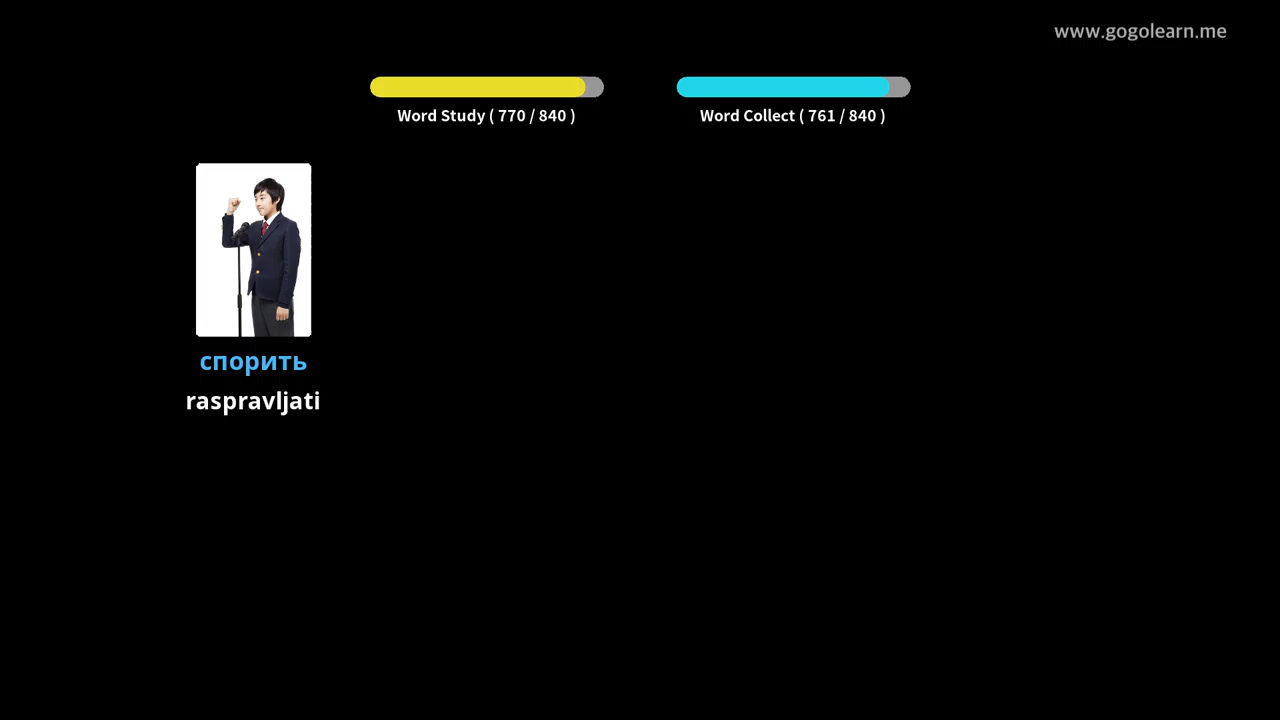 www.gogolearn.me
Word Study ( 770 / 840 )
Word Collect ( 761 / 840 )
спорить
raspravljati